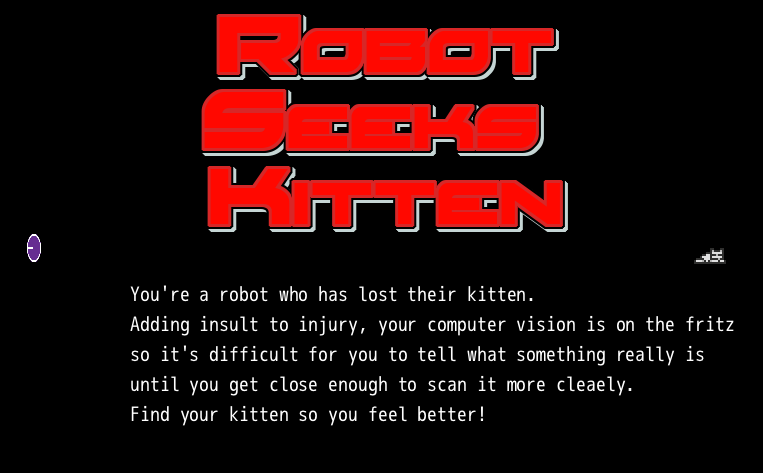 Robot
Seeks
Kitten
You're a robot who has lost their kitten.
Adding insult to injury, your computer vision is on the fritz
so it's difficult for you to tell what something really is
until you get close enough to scan it more cleaely.
Find your kitten so you feel better!